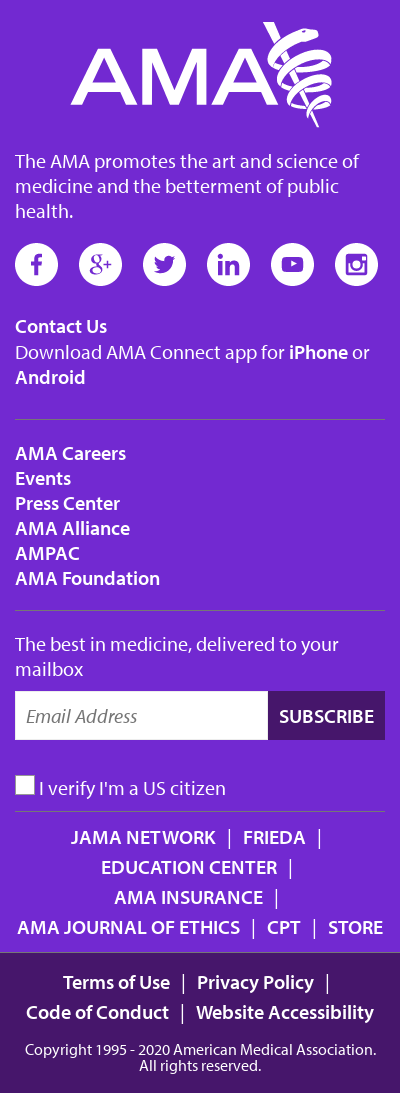 AMA
The AMA promotes the art and science of
medicine and the betterment of public
health.
Contact Us
Download AMA Connect app for iPhone or
Android
AMA Careers
Events
Press Center
AMA Alliance
AMPAC
AMA Foundation
The best in medicine, delivered to your
mailbox
Email Address SUBSCRIBE
I verify I'm a US citizen
JAMA NETWORK | FRIEDA |
EDUCATION CENTER |
AMA INSURANCE |
AMA JOURNAL OF ETHICS | CPT | STORE
Terms of Use | Privacy Policy |
Code of Conduct | Website Accessibility
Copyright 1995 - 2020 American Medical Association.
All rights reserved.